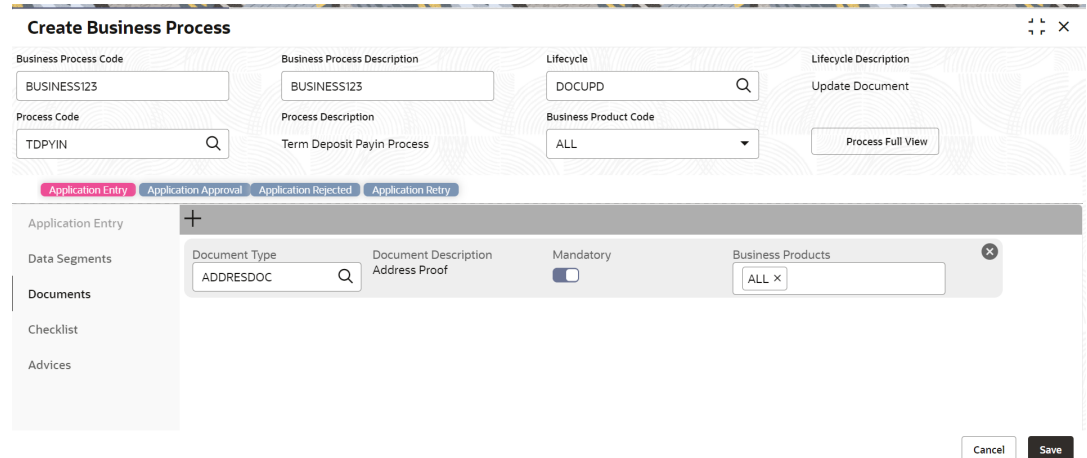 Create Business Process
Business Process Code Business Process Description Lifecycle Lifecycle Description
BUSINESS123 BUSINESS123 DOCUPD Update Document
Process Code Process Description Business Product Code
TDPYIN Term Deposit Payin Process ALL Process Full View
Application Entry Application Approval Application Rejected Application Retry
Application Entry
Data Segments Document Type Document Description Mandatory Business Products
ADDRESDOC Address Proof ALL ×
Documents
Checklist
Advices
Cancel Save